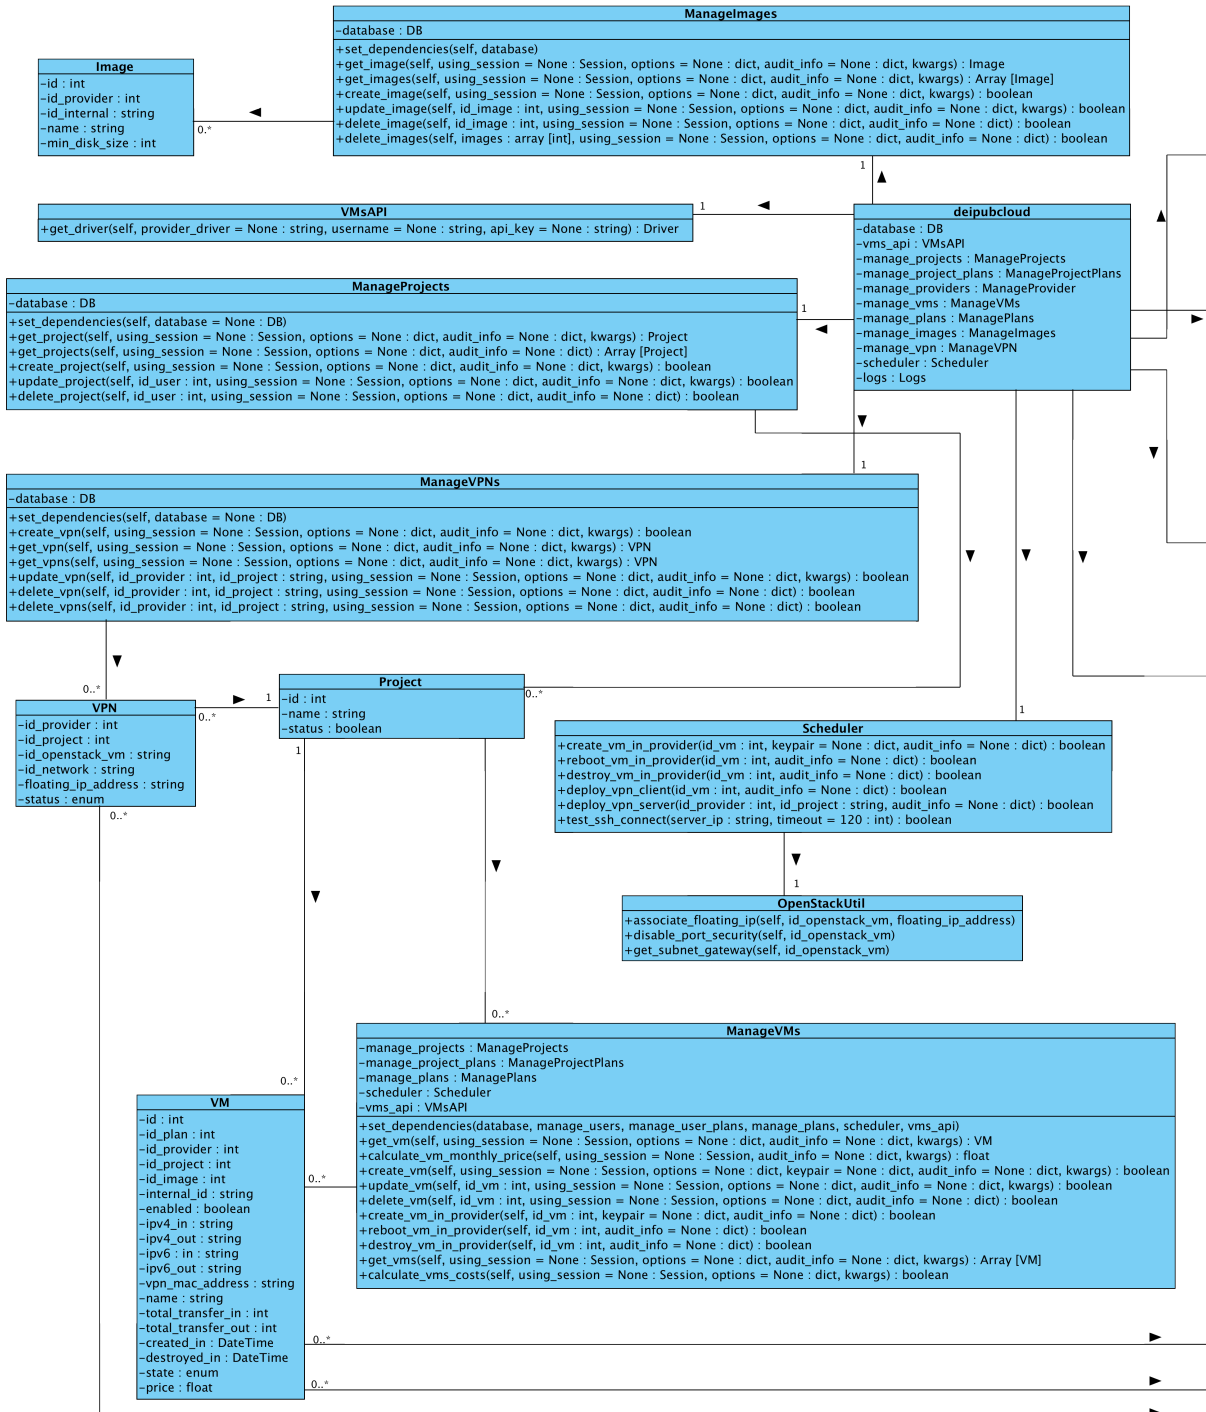 ManageImages
-database : DB
+set_dependencies(self, database)
+get_image(self, using_session = None : Session, options = None : dict, audit_info = None : dict, kwargs) : Image
+get_images(self, using_session = None : Session, options = None : dict, audit_info = None : dict, kwargs) : Array [Image]
+create_image(self, using_session = None : Session, options = None : dict, audit_info = None : dict, kwargs) : boolean
+update_image(self, id_image : int, using_session = None : Session, options = None : dict, audit_info = None : dict, kwargs) : boolean
+delete_image(self, id_image : int, using_session = None : Session, options = None : dict, audit_info = None : dict) : boolean
+delete_images(self, images : array [int], using_session = None : Session, options = None : dict, audit_info = None : dict) : boolean
Image
-id : int
-id_provider : int
-id_internal : string
-name : string
-min_disk_size : int
0.*
1
VMsAPI
+get_driver(self, provider_driver = None : string, username = None : string, api_key = None : string) : Driver
1
deipubcloud
-database : DB
-vms_api : VMsAPI
-manage_projects : ManageProjects
-manage_project_plans : ManageProjectPlans
-manage_providers : ManageProvider
-manage_vms : ManageVMs
-manage_plans : ManagePlans
-manage_images : ManageImages
-manage_vpn : ManageVPN
-scheduler : Scheduler
-logs : Logs
ManageProjects
-database : DB
+set_dependencies(self, database = None : DB)
+get_project(self, using_session = None : Session, options = None : dict, audit_info = None : dict, kwargs) : Project
+get_projects(self, using_session = None : Session, options = None : dict, audit_info = None : dict) : Array [Project]
+create_project(self, using_session = None : Session, options = None : dict, audit_info = None : dict, kwargs) : boolean
+update_project(self, id_user : int, using_session = None : Session, options = None : dict, audit_info = None : dict, kwargs) : boolean
+delete_project(self, id_user : int, using_session = None : Session, options = None : dict, audit_info = None : dict) : boolean
1
1
ManageVPNs
-database : DB
+set_dependencies(self, database = None : DB)
+create_vpn(self, using_session = None : Session, options = None : dict, audit_info = None : dict, kwargs) : boolean
+get_vpn(self, using_session = None : Session, options = None : dict, audit_info = None : dict, kwargs) : VPN
+get_vpns(self, using_session = None : Session, options = None : dict, audit_info = None : dict, kwargs) : VPN
+update_vpn(self, id_provider : int, id_project : string, using_session = None : Session, options = None : dict, audit_info = None : dict, kwargs) : boolean
+delete_vpn(self, id_provider : int, id_project : string, using_session = None : Session, options = None : dict, audit_info = None : dict) : boolean
+delete_vpns(self, id_provider : int, id_project : string, using_session = None : Session, options = None : dict, audit_info = None : dict) : boolean
0..*
VPN
-id_provider : int
-id_project : int
-id_openstack_vm : string
-id_network : string
-floating_ip_address : string
-status : enum
0..*
1
0..*
Project
-id : int
-name : string
-status : boolean
0..*
1
1
Scheduler
+create_vm_in_provider(id_vm : int, keypair = None : dict, audit_info = None : dict) : boolean
+reboot_vm_in_provider(id_vm : int, audit_info = None : dict) : boolean
+destroy_vm_in_provider(id_vm : int, audit_info = None : dict) : boolean
+deploy_vpn_client(id_vm : int, audit_info = None : dict) : boolean
+deploy_vpn_server(id_provider : int, id_project : string, audit_info = None : dict) : boolean
+test_ssh_connect(server_ip : string, timeout = 120 : int) : boolean
1
OpenStackUtil
+associate_floating_ip(self, id_openstack_vm, floating_ip_address)
+disable_port_security(self, id_openstack_vm)
+get_subnet_gateway(self, id_openstack_vm)
0..*
ManageVMs
-manage_projects : ManageProjects
-manage_project_plans : ManageProjectPlans
-manage_plans : ManagePlans
-scheduler : Scheduler
-vms_api : VMsAPI
+set_dependencies(database, manage_users, manage_user_plans, manage_plans, scheduler, vms_api)
+get_vm(self, using_session = None : Session, options = None : dict, audit_info = None : dict, kwargs) : VM
+calculate_vm_monthly_price(self, using_session = None : Session, audit_info = None : dict, kwargs) : float
+create_vm(self, using_session = None : Session, options = None : dict, keypair = None : dict, audit_info = None : dict, kwargs) : boolean
+update_vm(self, id_vm : int, using_session = None : Session, options = None : dict, audit_info = None : dict, kwargs) : boolean
+delete_vm(self, id_vm : int, using_session = None : Session, options = None : dict, audit_info = None : dict) : boolean
+create_vm_in_provider(self, id_vm : int, keypair = None : dict, audit_info = None : dict) : boolean
+reboot_vm_in_provider(self, id_vm : int, audit_info = None : dict) : boolean
+destroy_vm_in_provider(self, id_vm : int, audit_info = None : dict) : boolean
+get_vms(self, using_session = None : Session, options = None : dict, audit_info = None : dict, kwargs) : Array [VM]
+calculate_vms_costs(self, using_session = None : Session, options = None : dict, kwargs) : boolean
0..*
VM
-id : int
-id_plan : int
-id_provider : int
-id_project : int
-id_image : int
-internal_id : string
-enabled : boolean
-ipv4_in : string
-ipv4_out : string
-ipv6 : in : string
-ipv6_out : string
-vpn_mac_address : string
-name : string
-total_transfer_in : int
-total_transfer_out : int
-created_in : DateTime
-destroyed_in : DateTime
-state : enum
-price : float
0..*
0..*
0..*